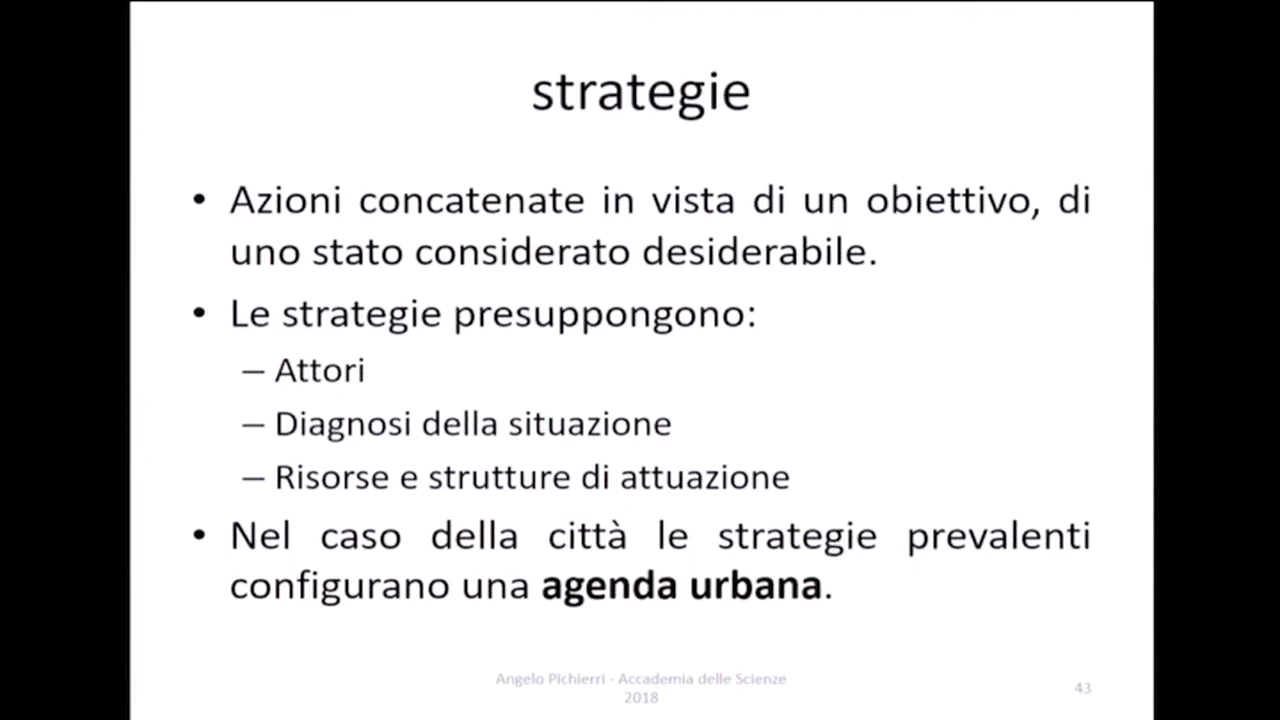 strategie
• Azioni concatenate in vista di un obiettivo, di
uno stato considerato desiderabile.
• Le strategie presuppongono:
– Attori
– Diagnosi della situazione
– Risorse e strutture di attuazione
• Nel caso della città le strategie prevalenti
configurano una agenda urbana.
Angelo Pichierri - Accademia delle Scienze
2018
43